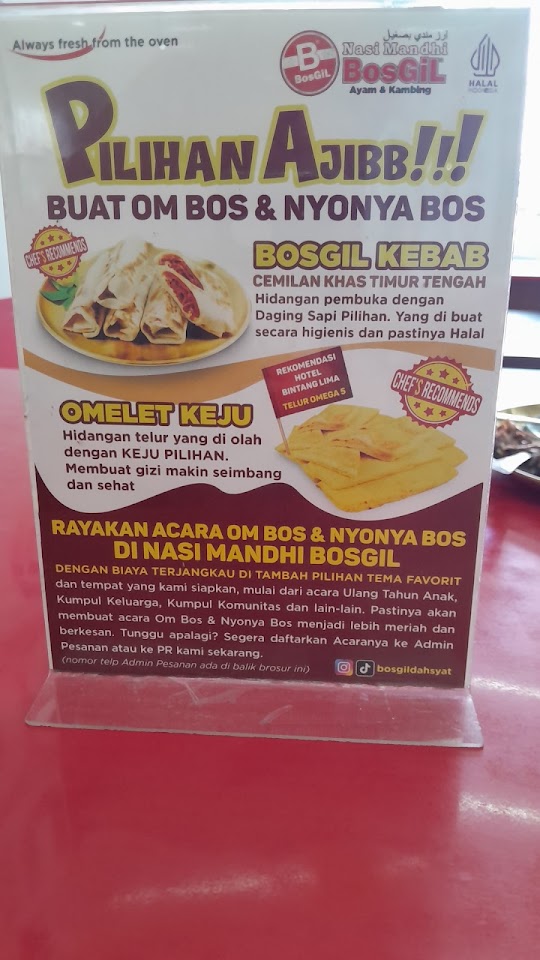 Always fresh from the oven
BosGiL
أرز مندي بصغيل
Nasi Mandhi
BosGiL
Ayam & Kambing
HALAL
INDONESIA
PILIHAN AJIBB!!!
BUAT OM BOS & NYONYA BOS
CHEF'S RECOMMENDS
BOSGIL KEBAB
CEMILAN KHAS TIMUR TENGAH
Hidangan pembuka dengan
Daging Sapi Pilihan. Yang di buat
secara higienis dan pastinya Halal
REKOMENDASI
HOTEL
BINTANG LIMA
TELUR OMEGA 5
CHEF'S RECOMMENDS
OMELET KEJU
Hidangan telur yang di olah
dengan KEJU PILIHAN.
Membuat gizi makin seimbang
dan sehat
RAYAKAN ACARA OM BOS & NYONYA BOS
DI NASI MANDHI BOSGIL
DENGAN BIAYA TERJANGKAU DI TAMBAH PILIHAN TEMA FAVORIT
dan tempat yang kami siapkan, mulai dari acara Ulang Tahun Anak,
Kumpul Keluarga, Kumpul Komunitas dan lain-lain. Pastinya akan
membuat acara Om Bos & Nyonya Bos menjadi lebih meriah dan
berkesan. Tunggu apalagi? Segera daftarkan Acaranya ke Admin
Pesanan atau ke PR kami sekarang.
(nomor telp Admin Pesanan ada di balik brosur ini)
bosgildahsyat